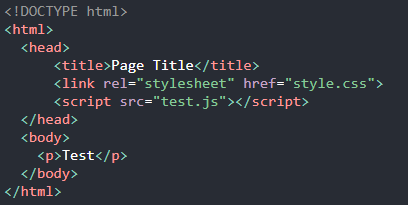 <!DOCTYPE html>
<html>
  <head>
      <title>Page Title</title>
      <link rel="stylesheet" href="style.css">
      <script src="test.js"></script>
  </head>
  <body>
    <p>Test</p>
  </body>
</html>